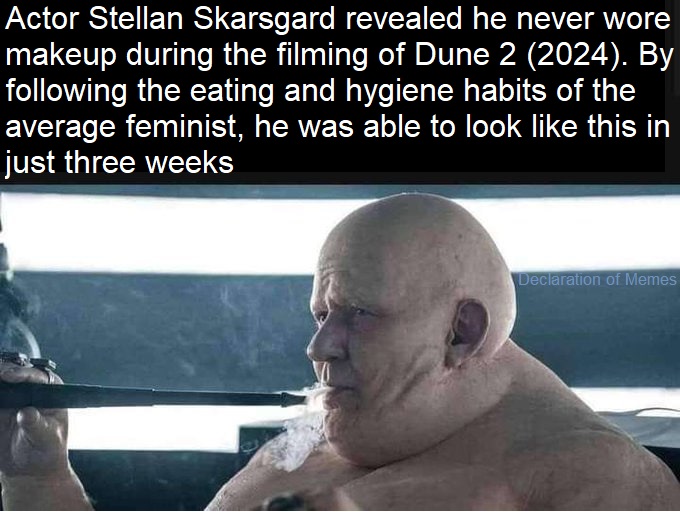 Actor Stellan Skarsgard revealed he never wore
makeup during the filming of Dune 2 (2024). By
following the eating and hygiene habits of the
average feminist, he was able to look like this in
just three weeks
Declaration of Memes